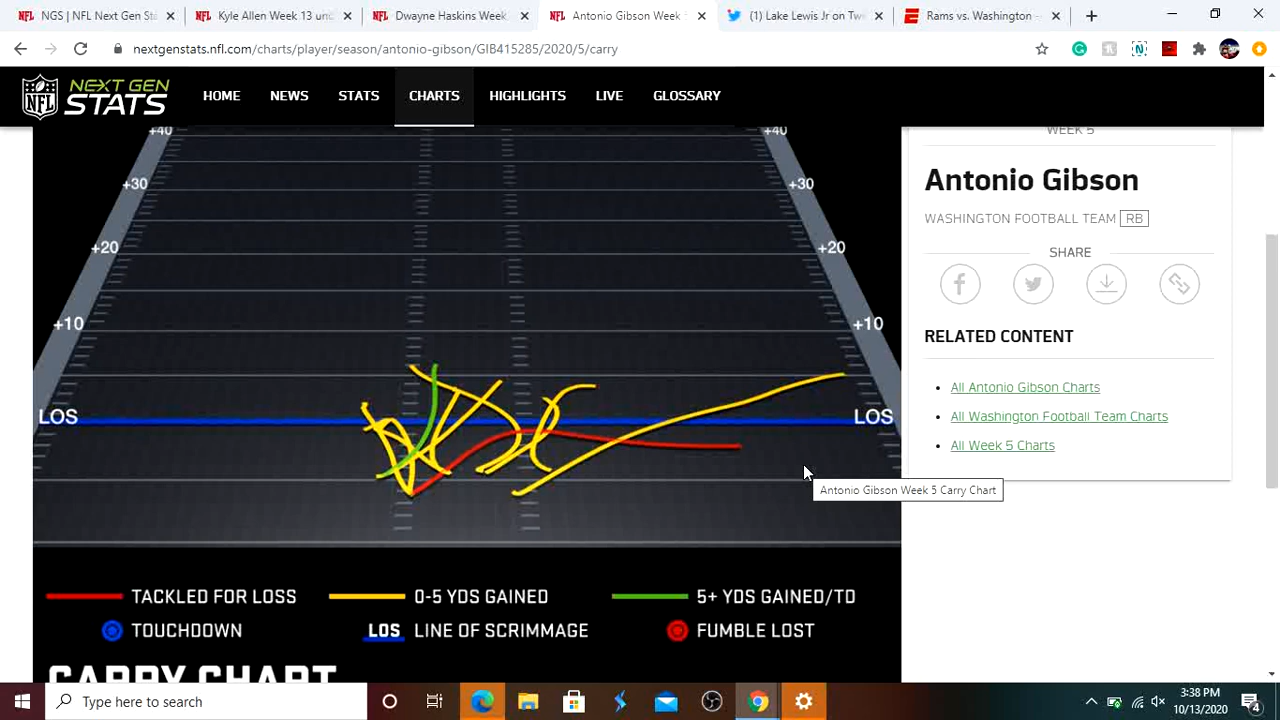 NGS | NFL Next Gen Sta
Kyle Allen Week 13 und
Dwayne Haskins Week
Antonio Gibson Week
(1) Lake Lewis Jr on Tw
Rams vs. Washington -
nextgenstats.nfl.com/charts/player/season/antonio-gibson/GIB415285/2020/5/carry
NFL NEXT GEN STATS
HOME NEWS STATS CHARTS HIGHLIGHTS LIVE GLOSSARY
+40 +40
+30 +30
+20 +20
+10 +10
LOS LOS
WEEK 5
Antonio Gibson
WASHINGTON FOOTBALL TEAM RB
SHARE
RELATED CONTENT
All Antonio Gibson Charts
All Washington Football Team Charts
All Week 5 Charts
Antonio Gibson Week 5 Carry Chart
TACKLED FOR LOSS 0-5 YDS GAINED 5+ YDS GAINED/TD
TOUCHDOWN LOS LINE OF SCRIMMAGE FUMBLE LOST
CARRY CHART
Type here to search
3:38 PM
10/13/2020
4